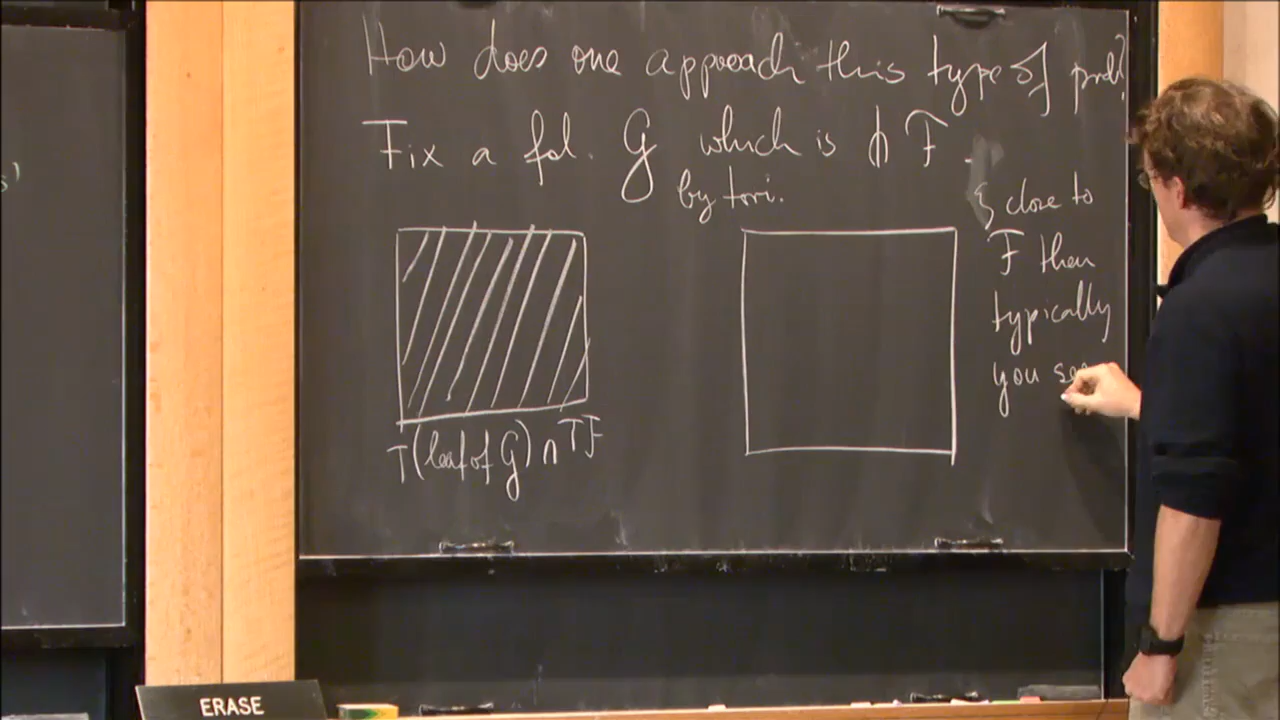 How does one approach this type of prob?
Fix a fol. G which is ⋔ F.
by tori.
ξ close to
F then
typically
you see
T(leaf of G) ∩ TF
ERASE